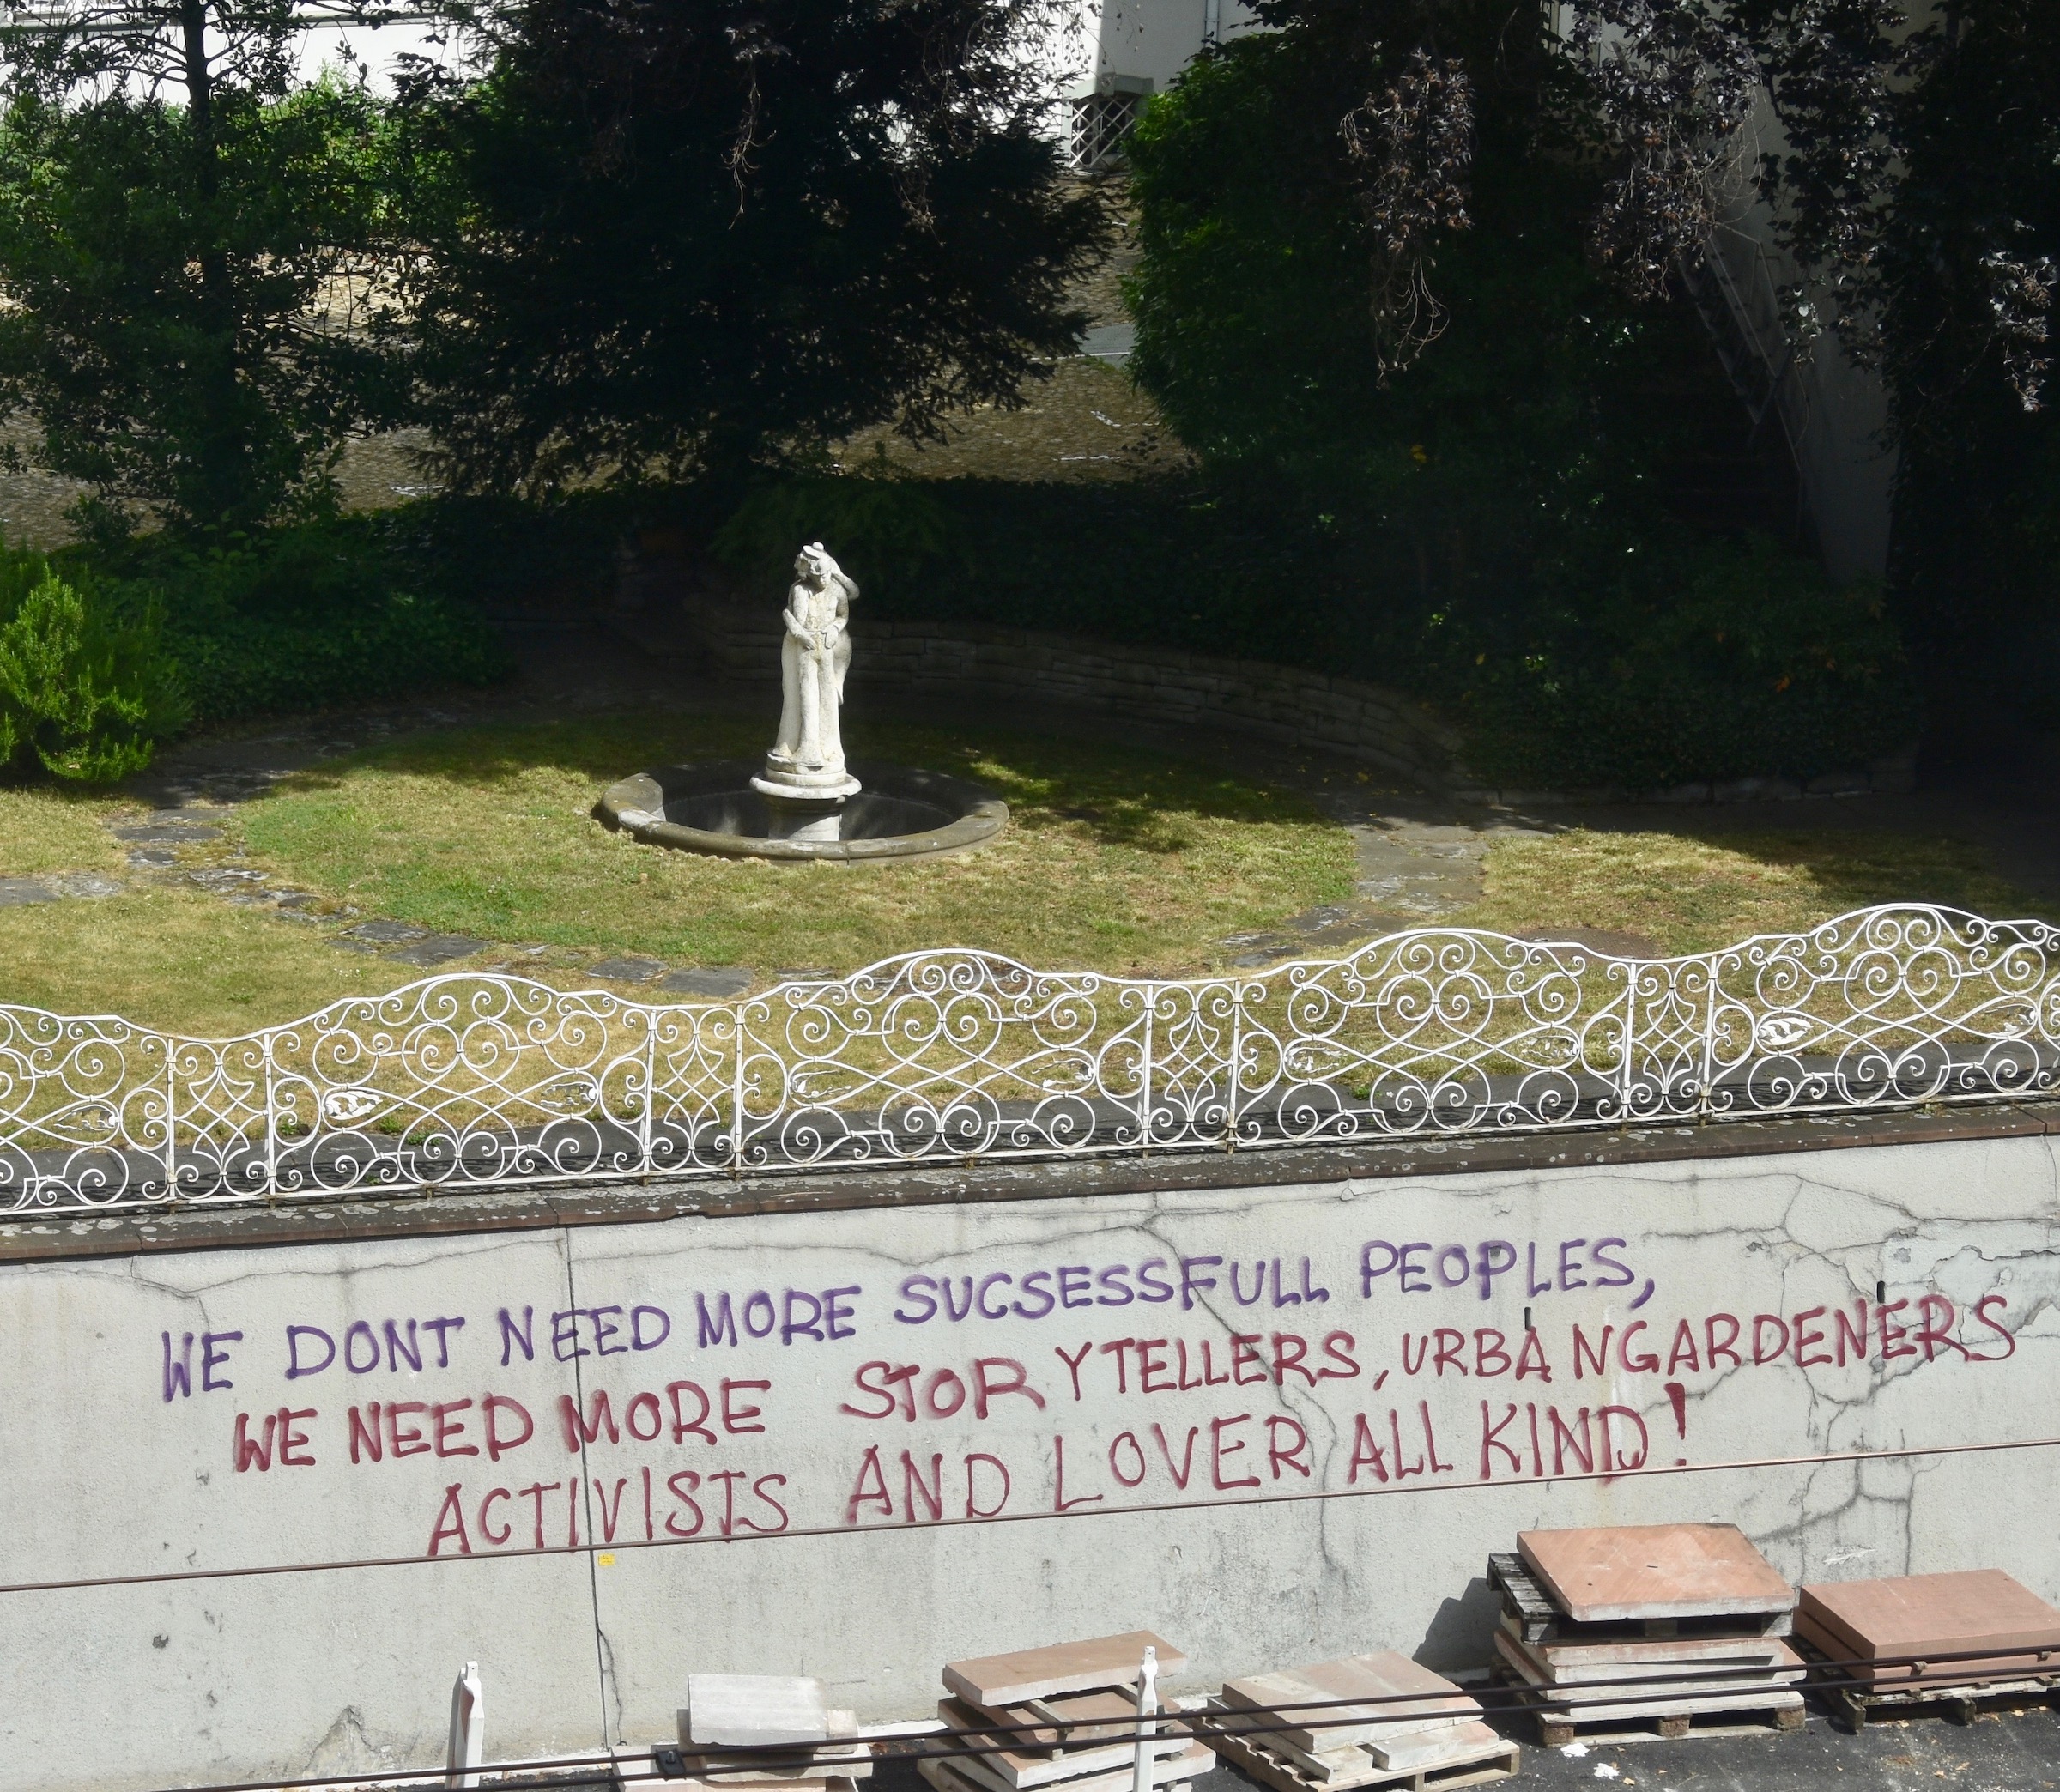 WE DONT NEED MORE SUCSESSFULL PEOPLES,
WE NEED MORE STORYTELLERS, URBANGARDENERS
ACTIVISTS AND LOVER ALL KIND!